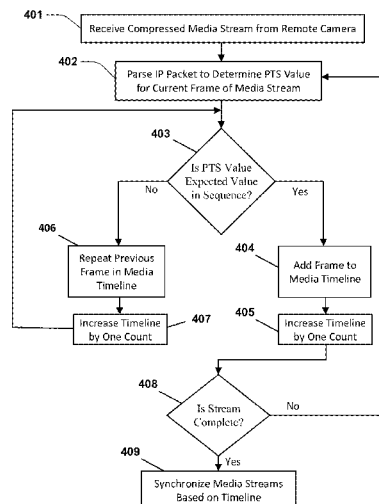 401
Receive Compressed Media Stream from Remote Camera
402
Parse IP Packet to Determine PTS Value
for Current Frame of Media Stream
403
Is PTS Value
Expected Value
in Sequence?
No
Yes
406
Repeat Previous
Frame in Media
Timeline
404
Add Frame to
Media Timeline
Increase Timeline
by One Count
407
405
Increase Timeline
by One Count
408
Is Stream
Complete?
No
Yes
409
Synchronize Media Streams
Based on Timeline